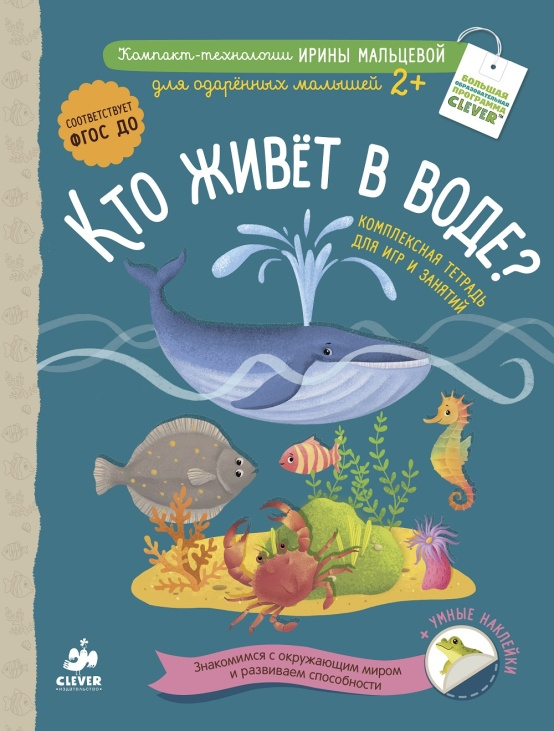 Компакт-технологии ИРИНЫ МАЛЬЦЕВОЙ
для одарённых малышей 2+
БОЛЬШАЯ
ОБРАЗОВАТЕЛЬНАЯ
ПРОГРАММА
CLEVER™
СООТВЕТСТВУЕТ
ФГОС ДО
Кто живёт в воде?
КОМПЛЕКСНАЯ ТЕТРАДЬ
ДЛЯ ИГР И ЗАНЯТИЙ
+ УМНЫЕ НАКЛЕЙКИ
Знакомимся с окружающим миром
и развиваем способности
CLEVER
•ИЗДАТЕЛЬСТВО•